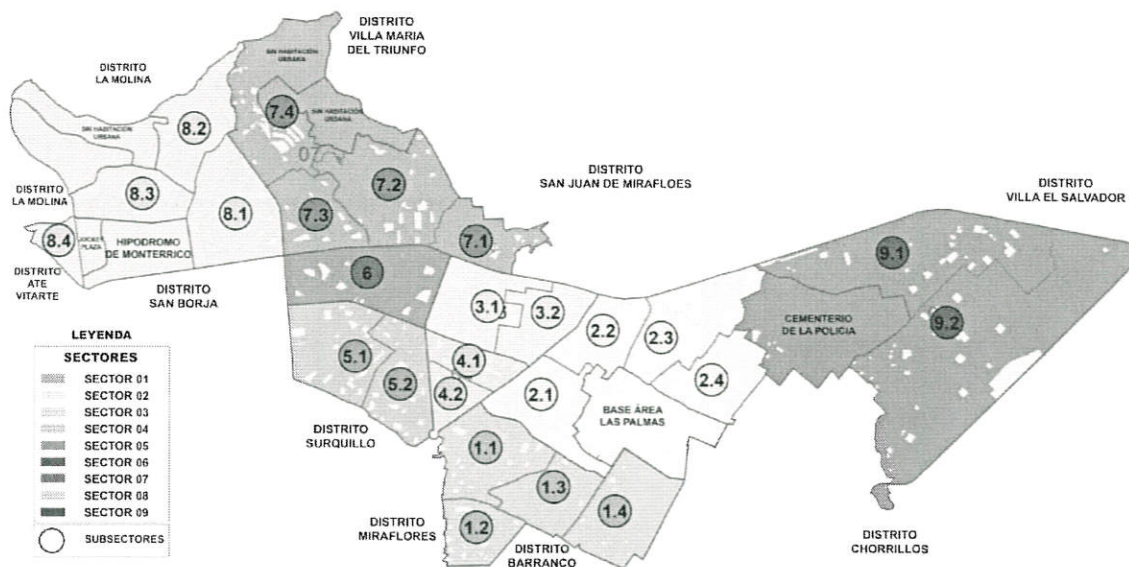 DISTRITO
VILLA MARIA
DEL TRIUNFO
DISTRITO
LA MOLINA
SIN HABITACIÓN
URBANA
7.4
SIN HABITACIÓN
URBANA
8.2
SIN HABITACIÓN
URBANA
07
7.2
DISTRITO
SAN JUAN DE MIRAFLOES
DISTRITO
VILLA EL SALVADOR
DISTRITO
LA MOLINA
8.3
8.1
7.3
7.1
8.4
JOCKEY
PLAZA
HIPODROMO
DE MONTERRICO
9.1
DISTRITO
ATE
VITARTE
DISTRITO
SAN BORJA
6
3.1
3.2
2.2
2.3
CEMENTERIO
DE LA POLICIA
9.2
5.1
4.1
5.2
4.2
2.1
2.4
BASE ÁREA
LAS PALMAS
DISTRITO
SURQUILLO
1.1
1.3
1.4
1.2
DISTRITO
MIRAFLORES
DISTRITO
BARRANCO
DISTRITO
CHORRILLOS
LEYENDA
SECTORES
SECTOR 01
SECTOR 02
SECTOR 03
SECTOR 04
SECTOR 05
SECTOR 06
SECTOR 07
SECTOR 08
SECTOR 09
SUBSECTORES